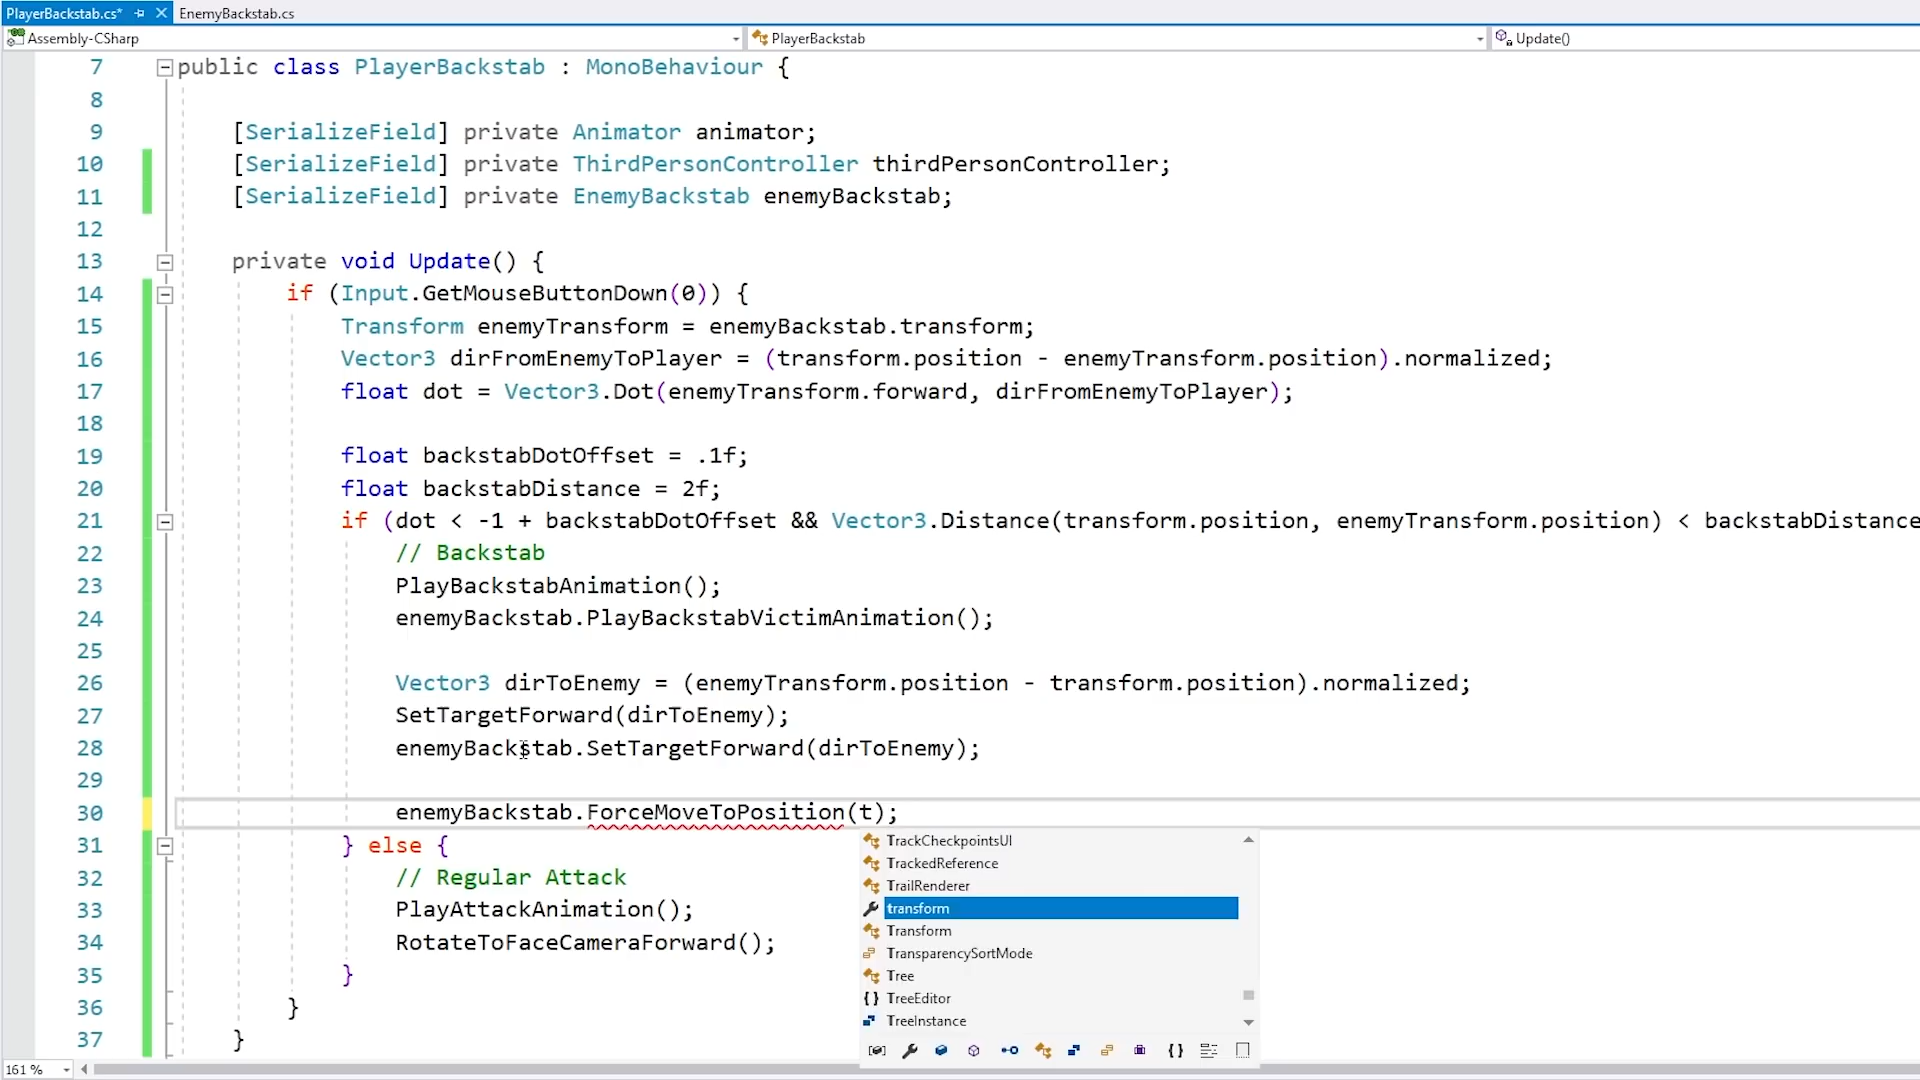 PlayerBackstab.cs* EnemyBackstab.cs
Assembly-CSharp PlayerBackstab Update()
7 public class PlayerBackstab : MonoBehaviour {
8
9 [SerializeField] private Animator animator;
10 [SerializeField] private ThirdPersonController thirdPersonController;
11 [SerializeField] private EnemyBackstab enemyBackstab;
12
13 private void Update() {
14 if (Input.GetMouseButtonDown(0)) {
15 Transform enemyTransform = enemyBackstab.transform;
16 Vector3 dirFromEnemyToPlayer = (transform.position - enemyTransform.position).normalized;
17 float dot = Vector3.Dot(enemyTransform.forward, dirFromEnemyToPlayer);
18
19 float backstabDotOffset = .1f;
20 float backstabDistance = 2f;
21 if (dot < -1 + backstabDotOffset && Vector3.Distance(transform.position, enemyTransform.position) < backstabDistance
22 // Backstab
23 PlayBackstabAnimation();
24 enemyBackstab.PlayBackstabVictimAnimation();
25
26 Vector3 dirToEnemy = (enemyTransform.position - transform.position).normalized;
27 SetTargetForward(dirToEnemy);
28 enemyBackstab.SetTargetForward(dirToEnemy);
29
30 enemyBackstab.ForceMoveToPosition(t);
31 } else {
32 // Regular Attack
33 PlayAttackAnimation();
34 RotateToFaceCameraForward();
35 }
36 }
37 }
TrackCheckpointsUI
TrackedReference
TrailRenderer
transform
Transform
TransparencySortMode
Tree
{} TreeEditor
TreeInstance
{}
161 %